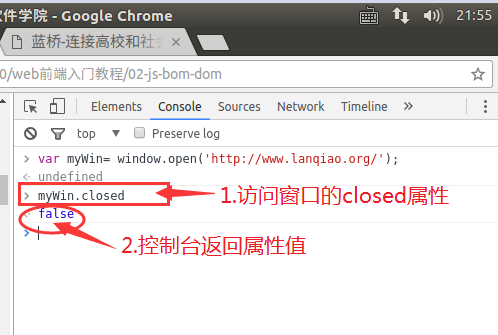 软件学院] - Google Chrome
21:55
蓝桥-连接高校和社会
0/web前端入门教程/02-js-bom-dom
Elements Console Sources Network Timeline »
top ▼ Preserve log
> var myWin= window.open('http://www.lanqiao.org/');
< undefined
> myWin.closed
1.访问窗口的closed属性
< false
2.控制台返回属性值
>